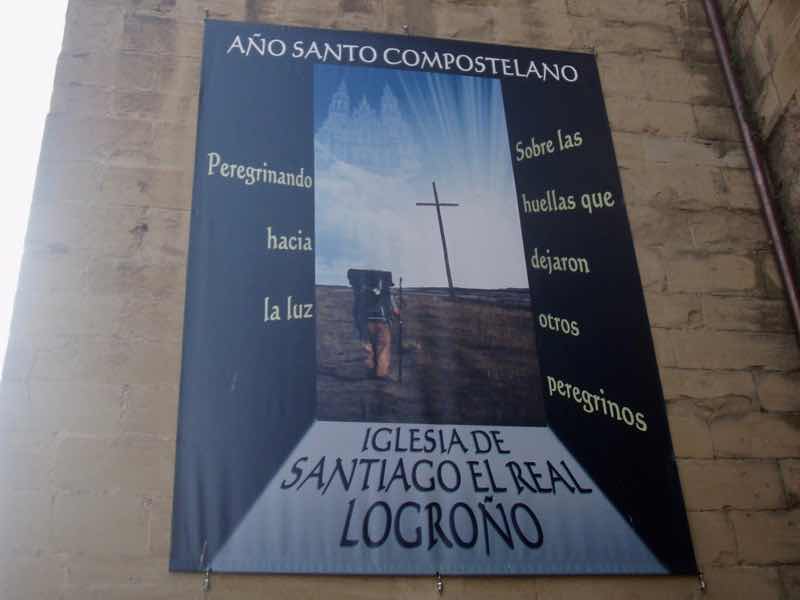 AÑO SANTO COMPOSTELANO
Peregrinando
hacia
la luz
Sobre las
huellas que
dejaron
otros
peregrinos
IGLESIA DE
SANTIAGO EL REAL
LOGROÑO